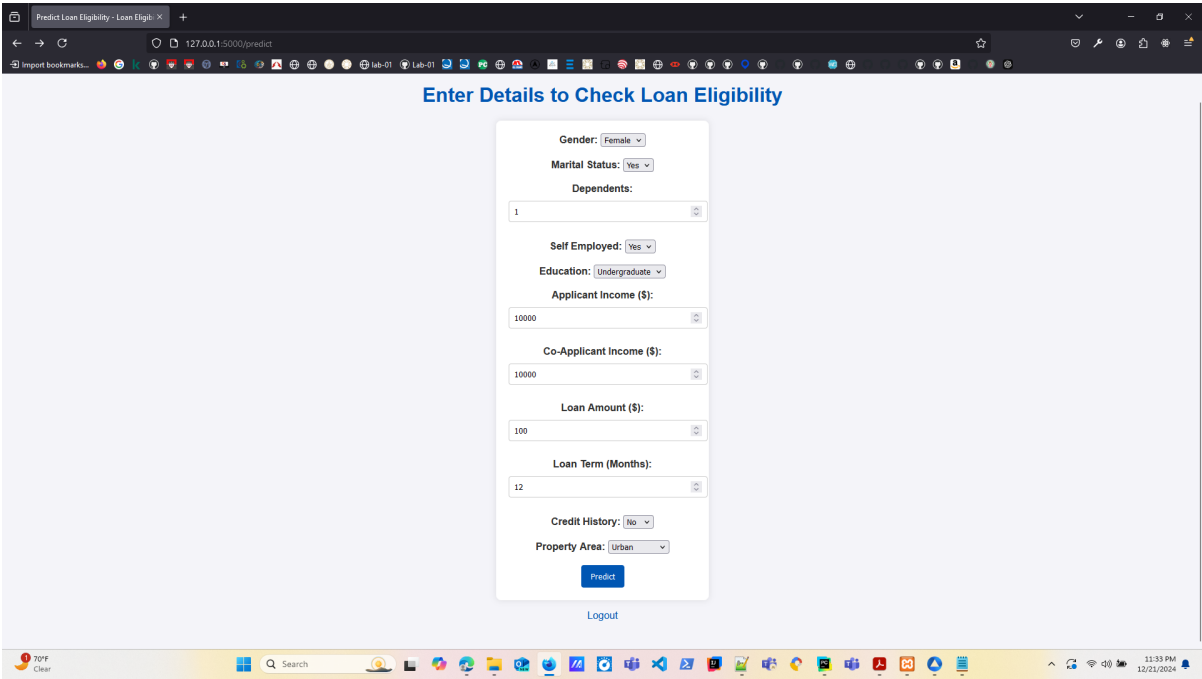 Predict Loan Eligibility - Loan Eligib
127.0.0.1:5000/predict
Import bookmarks... lab-01 Lab-01
Enter Details to Check Loan Eligibility
Gender: Female
Marital Status: Yes
Dependents:
1
Self Employed: Yes
Education: Undergraduate
Applicant Income ($):
10000
Co-Applicant Income ($):
10000
Loan Amount ($):
100
Loan Term (Months):
12
Credit History: No
Property Area: Urban
Predict
Logout
70°F
Clear
Search
11:33 PM
12/21/2024